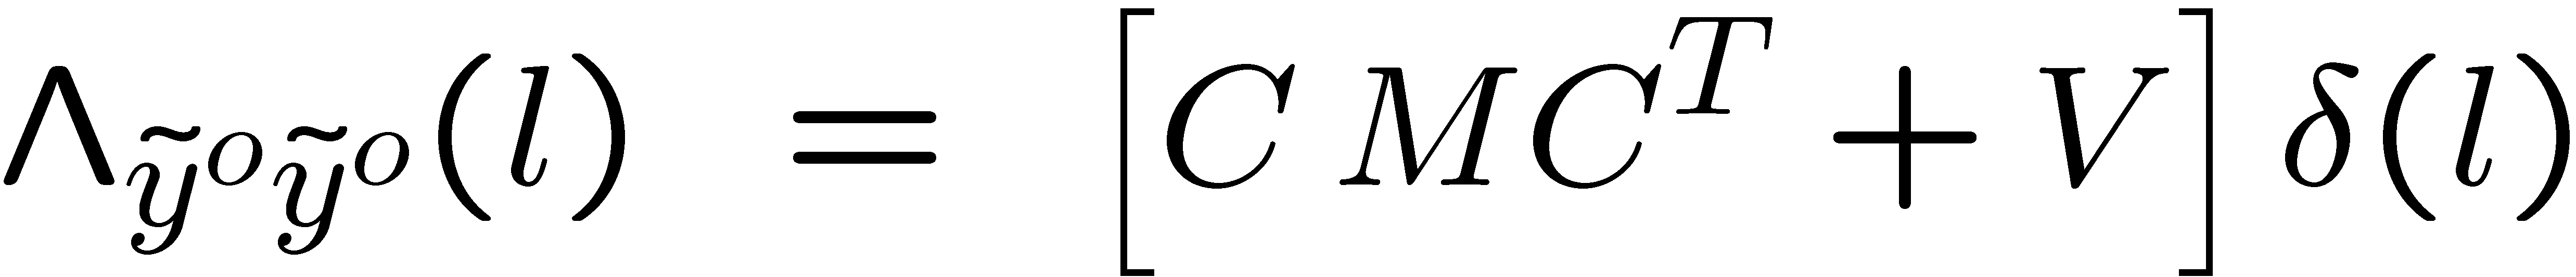 Λ_{ỹ^o ỹ^o}(l) = [C M C^T + V] δ(l)